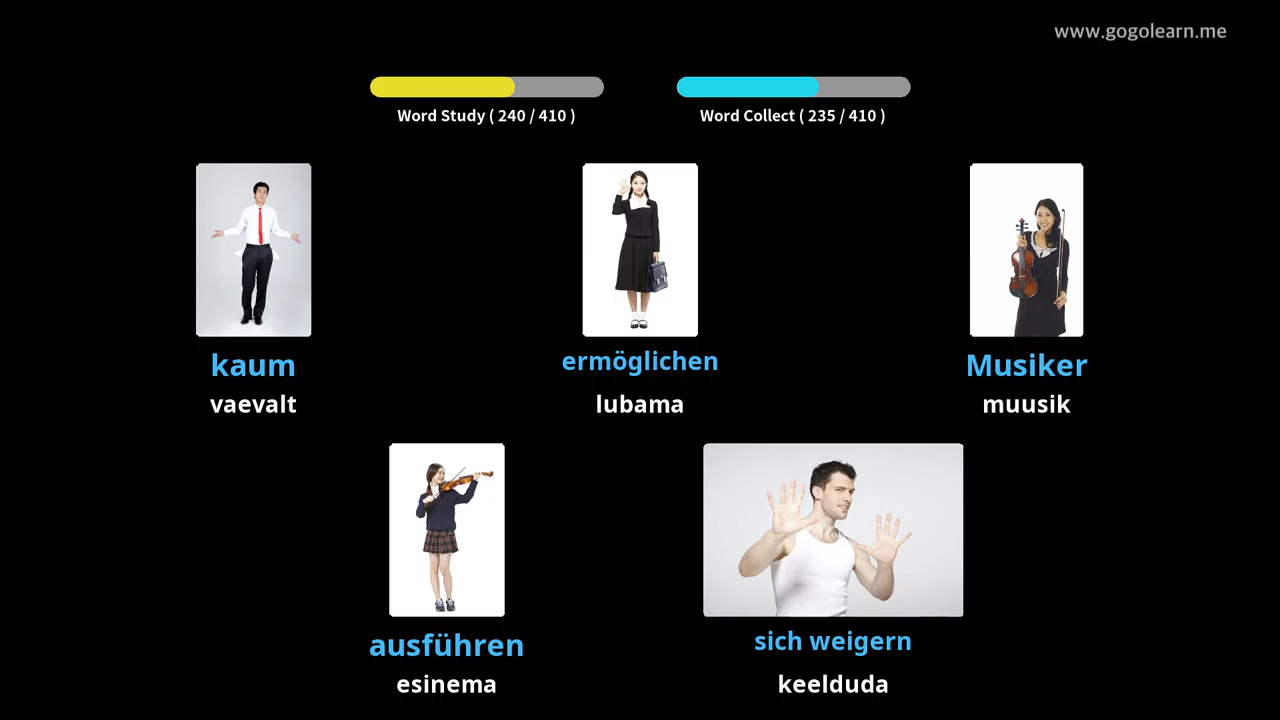 www.gogolearn.me
Word Study ( 240 / 410 )
Word Collect ( 235 / 410 )
kaum
vaevalt
ermöglichen
lubama
Musiker
muusik
ausführen
esinema
sich weigern
keelduda